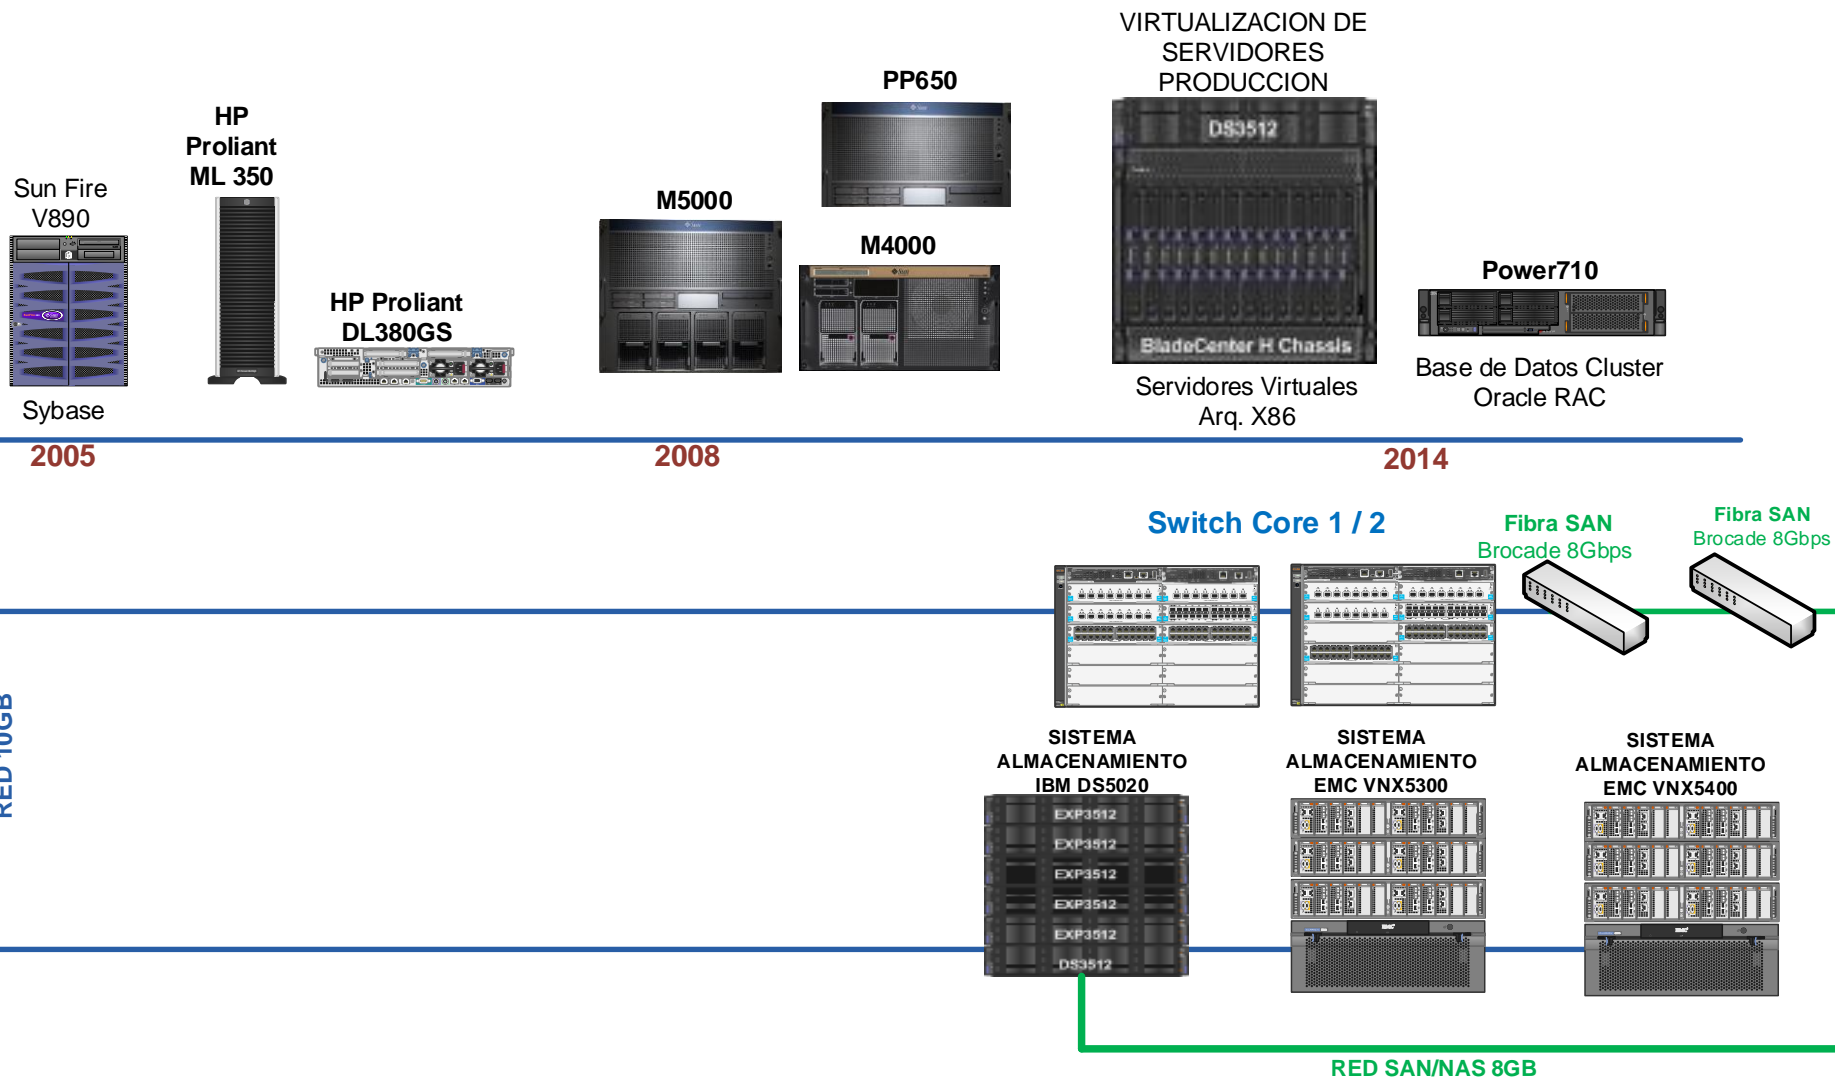 VIRTUALIZACION DE
SERVIDORES
PRODUCCION
PP650
HP
Proliant
ML 350
DS3512
Sun Fire
V890
M5000
M4000
Power710
HP Proliant
DL380GS
BladeCenter H Chassis
Base de Datos Cluster
Oracle RAC
Servidores Virtuales
Arq. X86
Sybase
2005
2008
2014
Switch Core 1 / 2
Fibra SAN
Brocade 8Gbps
Fibra SAN
Brocade 8Gbps
RED 10GB
SISTEMA
ALMACENAMIENTO
IBM DS5020
SISTEMA
ALMACENAMIENTO
EMC VNX5300
SISTEMA
ALMACENAMIENTO
EMC VNX5400
EXP3512
EXP3512
EXP3512
EXP3512
EXP3512
DS3512
RED SAN/NAS 8GB